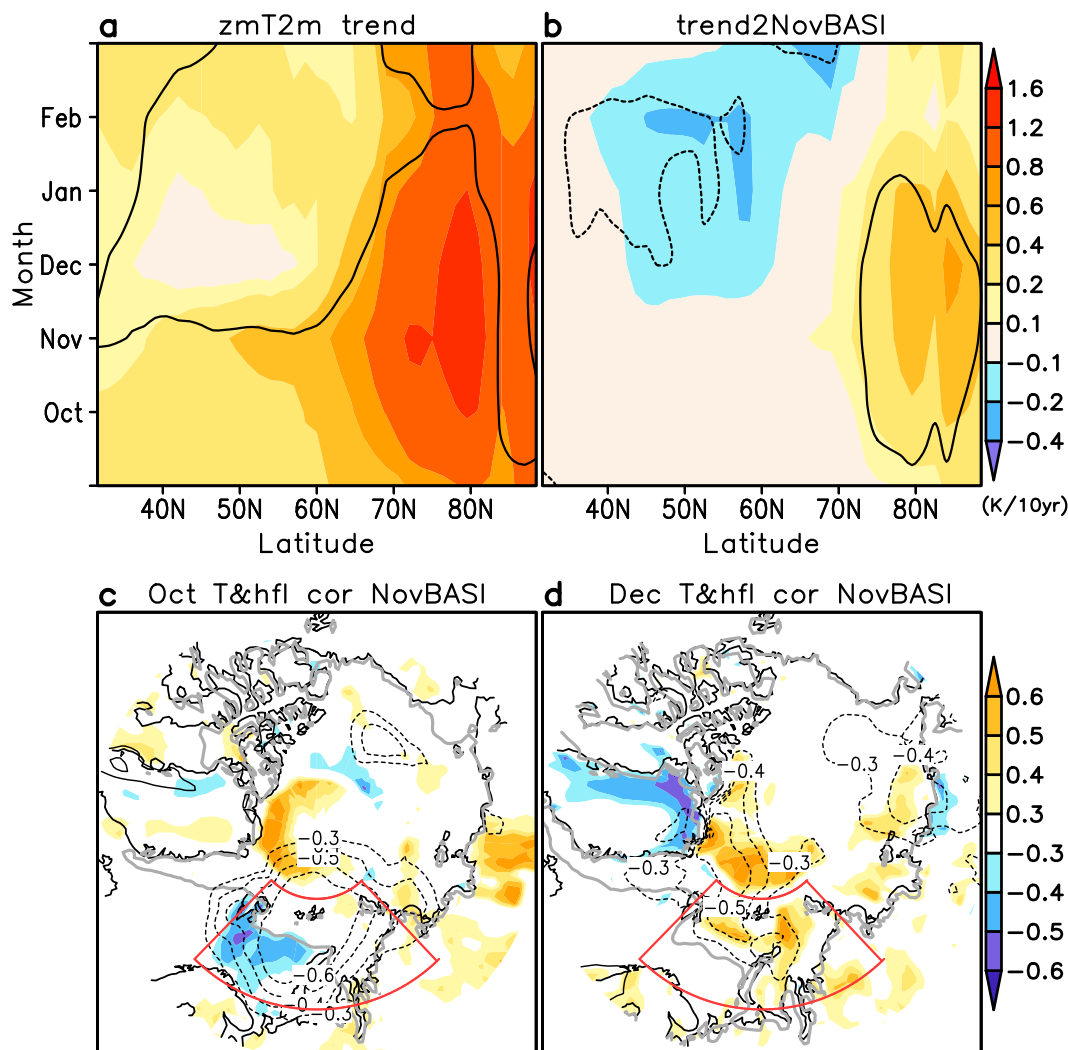 a zmT2m trend
b trend2NovBASI
Month
Feb
Jan
Dec
Nov
Oct
40N 50N 60N 70N 80N
Latitude
40N 50N 60N 70N 80N
Latitude
1.6
1.2
0.8
0.6
0.4
0.2
0.1
−0.1
−0.2
−0.4
(K/10yr)
c Oct T&hfl cor NovBASI
−0.3
−0.5
−0.6
−0.3
d Dec T&hfl cor NovBASI
−0.4
−0.3
−0.4
−0.3
−0.3
−0.5
0.6
0.5
0.4
0.3
−0.3
−0.4
−0.5
−0.6